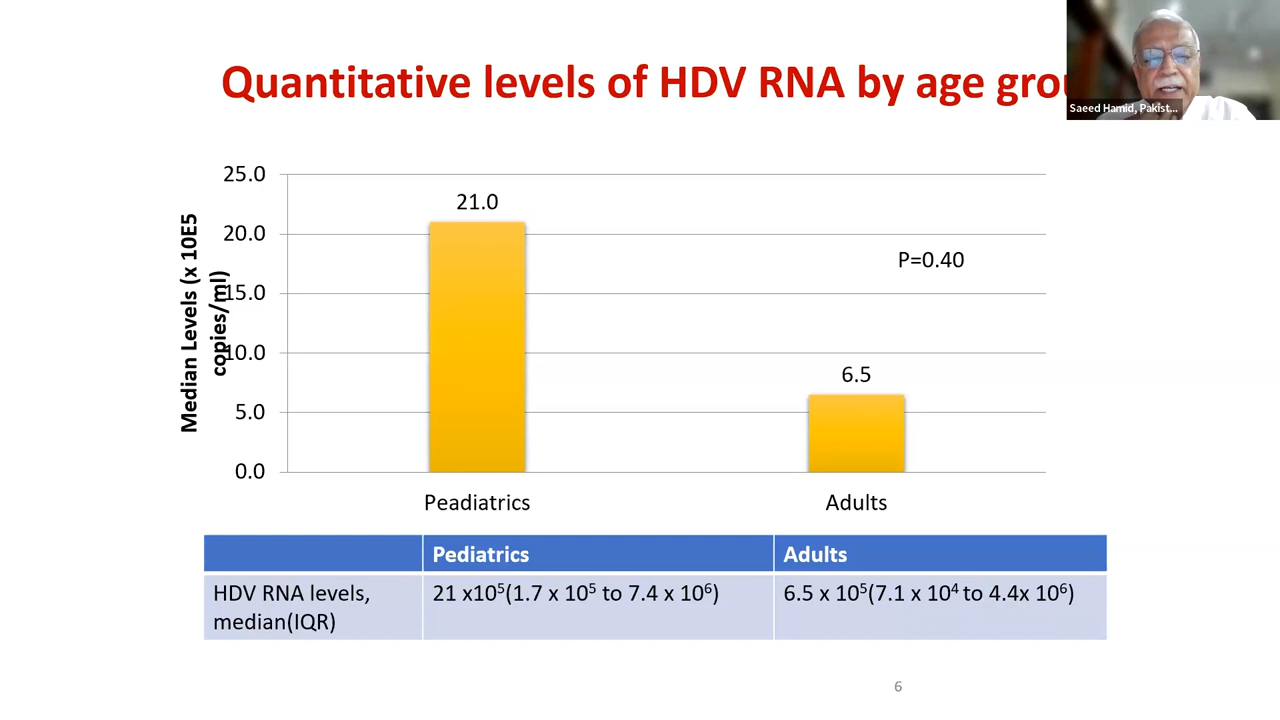 Quantitative levels of HDV RNA by age grou
Saeed Hamid, Pakist...
Median Levels (x 10E5
copies/ml)
25.0
20.0
15.0
10.0
5.0
0.0
21.0
6.5
P=0.40
Peadiatrics
Adults
Pediatrics
Adults
HDV RNA levels,
median(IQR)
21 x10⁵(1.7 x 10⁵ to 7.4 x 10⁶)
6.5 x 10⁵(7.1 x 10⁴ to 4.4x 10⁶)
6